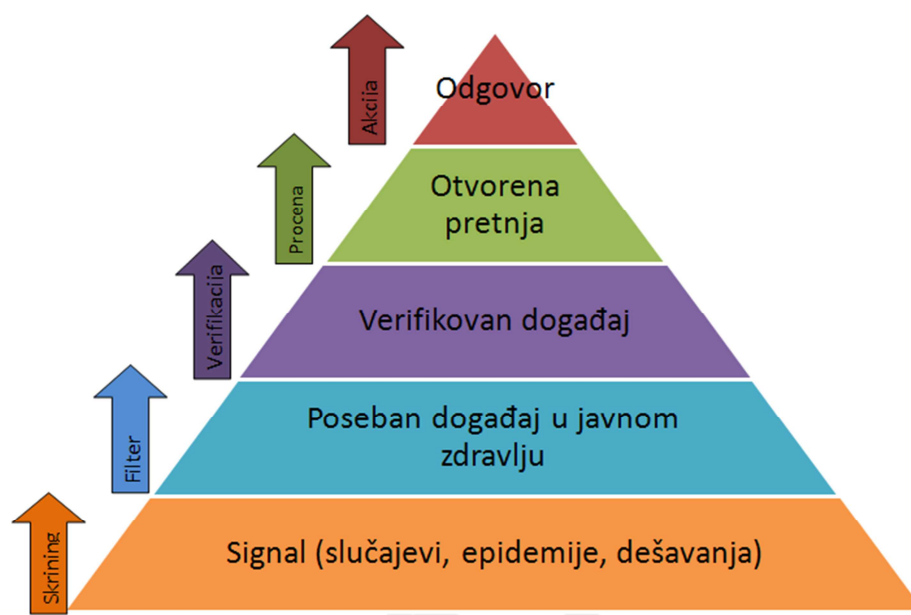 Odgovor
Akcija
Otvorena
pretnja
Procena
Verifikovan događaj
Verifikacija
Poseban događaj u javnom
zdravlju
Filter
Signal (slučajevi, epidemije, dešavanja)
Skrining